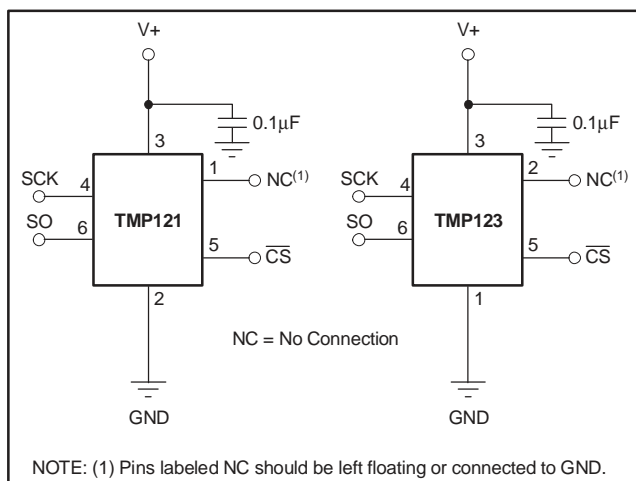 V+
0.1μF
3
1
NC(1)
SCK
4
TMP121
SO
6
5
CS
2
GND
V+
0.1μF
3
2
NC(1)
SCK
4
TMP123
SO
6
5
CS
1
GND
NC = No Connection
NOTE: (1) Pins labeled NC should be left floating or connected to GND.